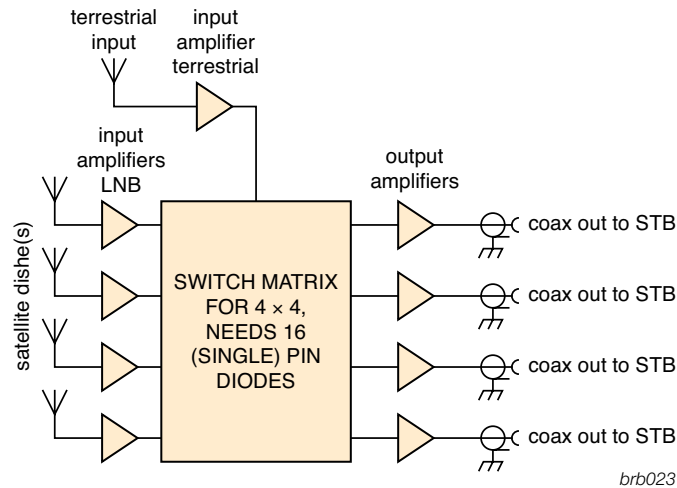 terrestrial
input
input
amplifier
terrestrial
input
amplifiers
LNB
output
amplifiers
satellite dishe(s)
SWITCH MATRIX
FOR 4 × 4,
NEEDS 16
(SINGLE) PIN
DIODES
coax out to STB
coax out to STB
coax out to STB
coax out to STB
brb023